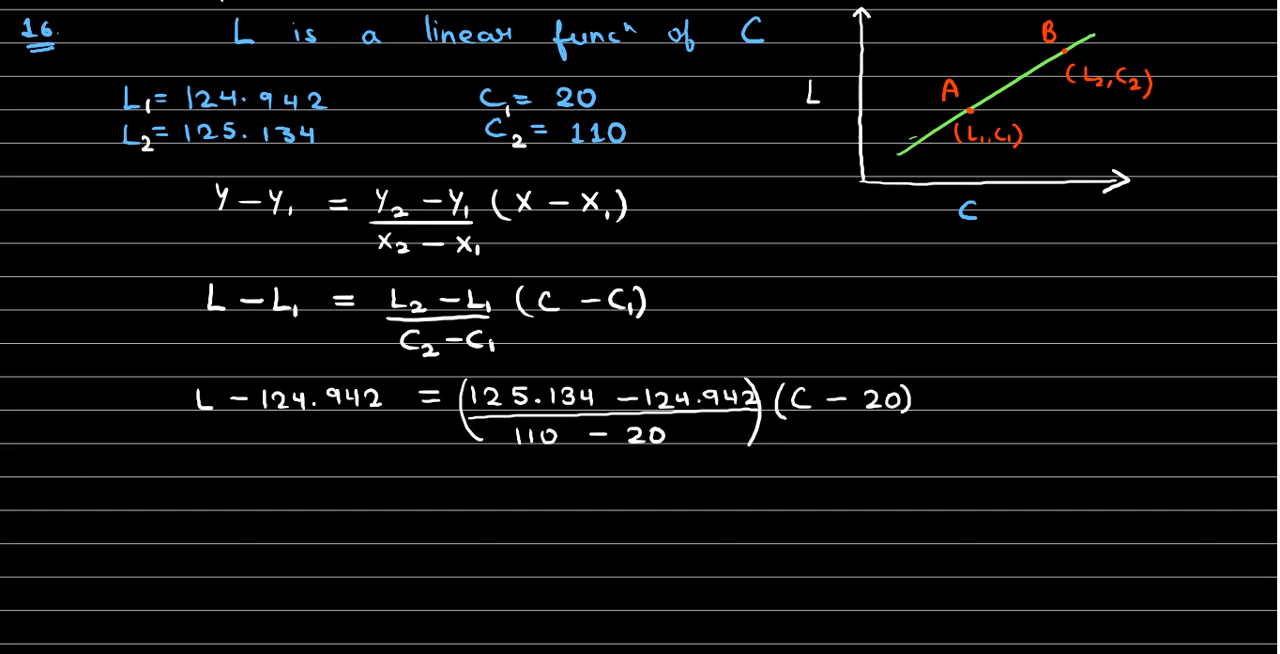 16. L is a linear funcⁿ of C
L₁ = 124.942 C₁ = 20
L₂ = 125.134 C₂ = 110
Y - Y₁ = Y₂ - Y₁ / X₂ - X₁ (X - X₁)
L - L₁ = L₂ - L₁ / C₂ - C₁ (C - C₁)
L - 124.942 = (125.134 - 124.942 / 110 - 20) (C - 20)
B
(L₂, C₂)
A
L
(L₁, C₁)
C